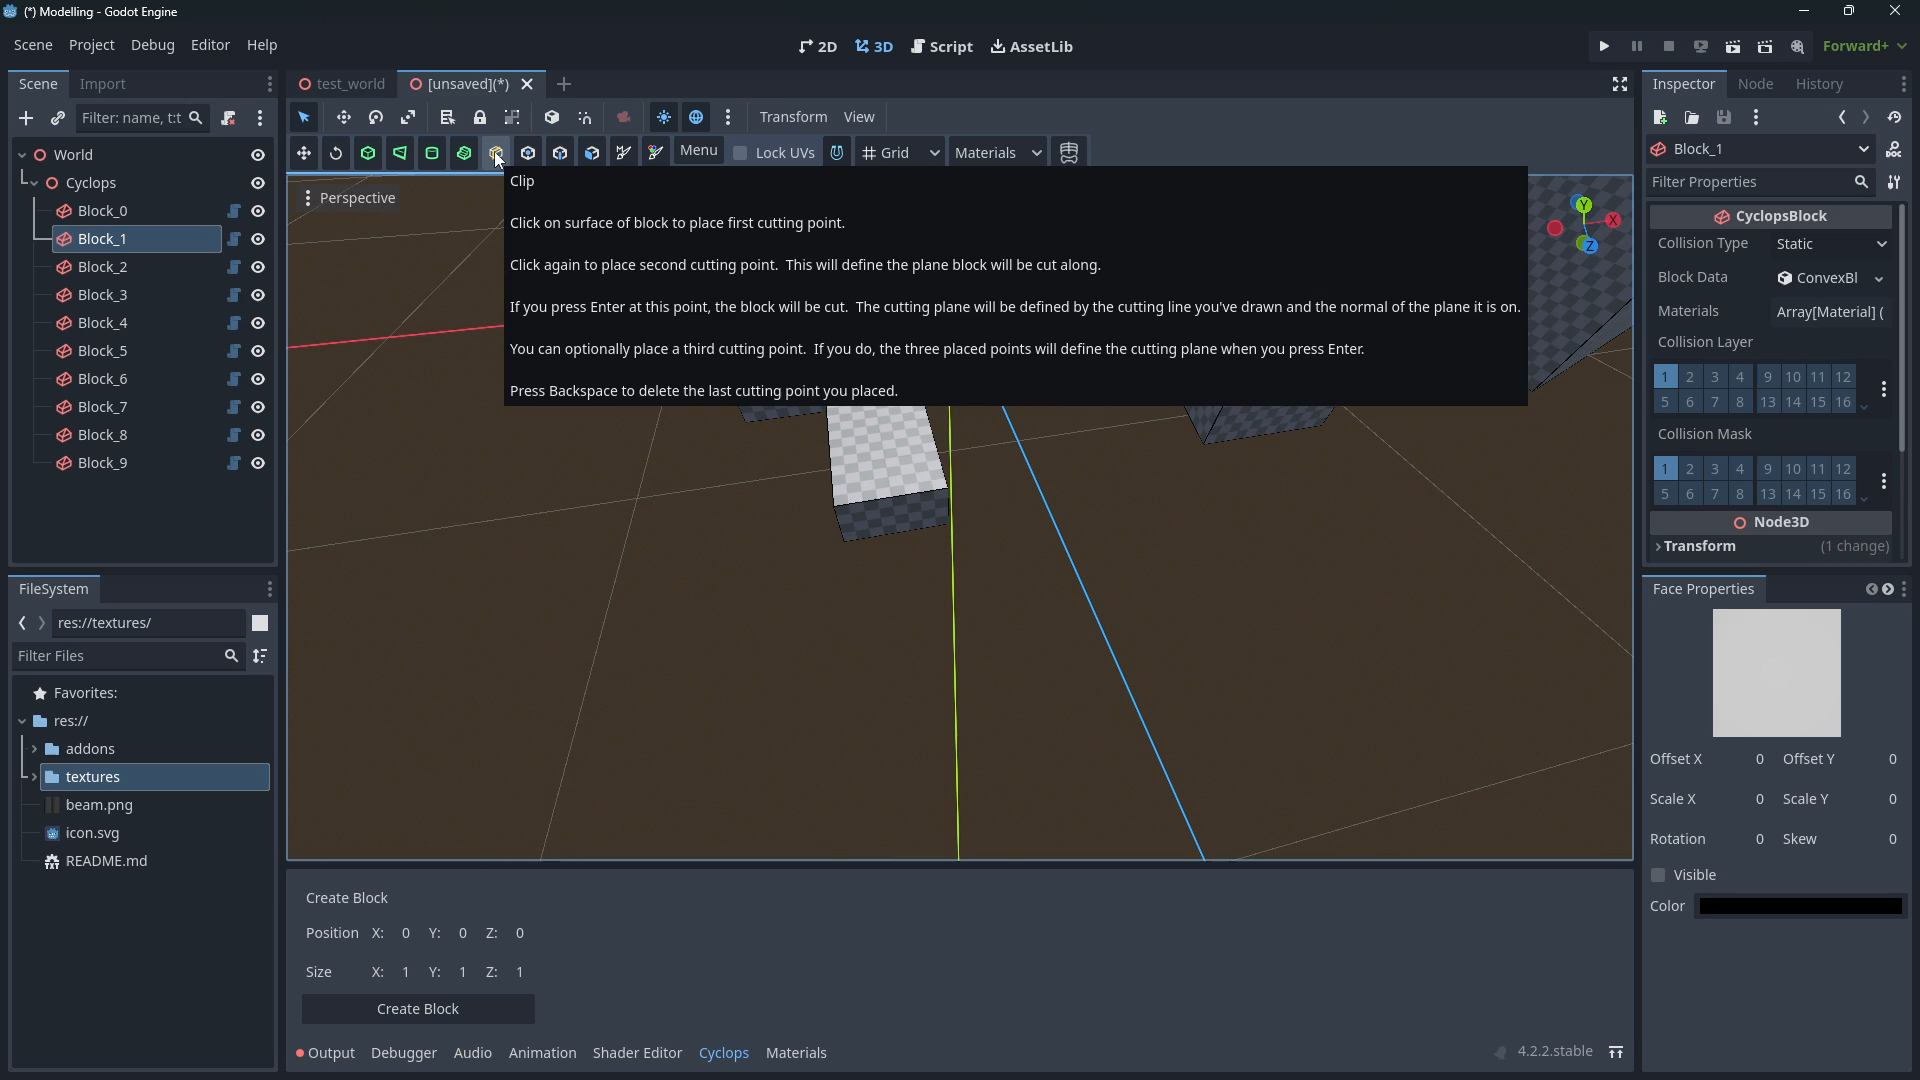 (*) Modelling - Godot Engine
Scene Project Debug Editor Help
2D 3D Script AssetLib
Forward+
Scene Import
test_world [unsaved](*)
Inspector Node History
Filter: name, t:t
Transform View
Menu Lock UVs Grid Materials
Block_1
Filter Properties
World
Cyclops
Block_0
Block_1
Block_2
Block_3
Block_4
Block_5
Block_6
Block_7
Block_8
Block_9
Perspective
Clip
Click on surface of block to place first cutting point.
Click again to place second cutting point.  This will define the plane block will be cut along.
If you press Enter at this point, the block will be cut.  The cutting plane will be defined by the cutting line you've drawn and the normal of the plane it is on.
You can optionally place a third cutting point.  If you do, the three placed points will define the cutting plane when you press Enter.
Press Backspace to delete the last cutting point you placed.
Y
X
Z
CyclopsBlock
Collision Type Static
Block Data ConvexBl
Materials Array[Material] (
Collision Layer
1 2 3 4 9 10 11 12
5 6 7 8 13 14 15 16
Collision Mask
1 2 3 4 9 10 11 12
5 6 7 8 13 14 15 16
Node3D
Transform (1 change)
FileSystem
res://textures/
Filter Files
Favorites:
res://
addons
textures
beam.png
icon.svg
README.md
Face Properties
Offset X 0 Offset Y 0
Scale X 0 Scale Y 0
Rotation 0 Skew 0
Visible
Color
Create Block
Position X: 0 Y: 0 Z: 0
Size X: 1 Y: 1 Z: 1
Create Block
Output Debugger Audio Animation Shader Editor Cyclops Materials
4.2.2.stable